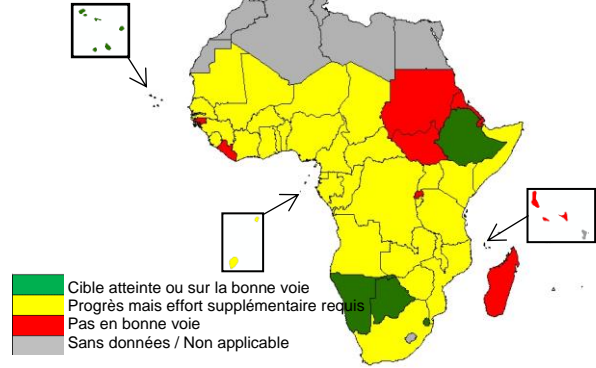 Cible atteinte ou sur la bonne voie
Progrès mais effort supplémentaire requis
Pas en bonne voie
Sans données / Non applicable